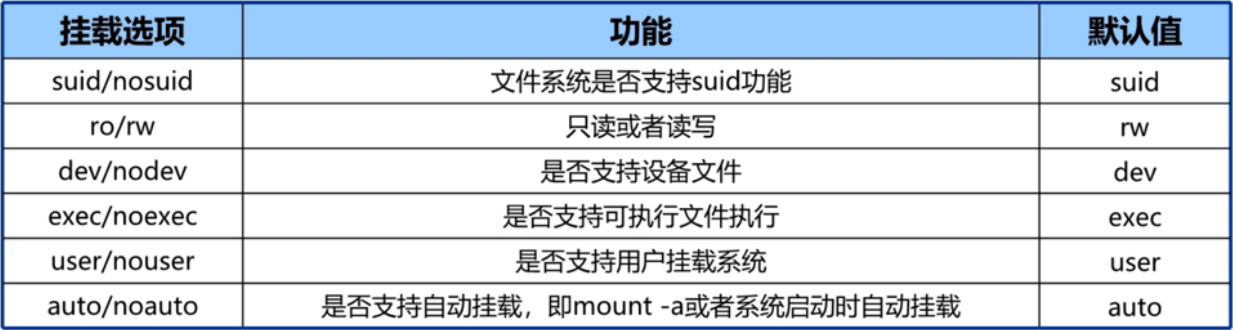 挂载选项 功能 默认值
suid/nosuid 文件系统是否支持suid功能 suid
ro/rw 只读或者读写 rw
dev/nodev 是否支持设备文件 dev
exec/noexec 是否支持可执行文件执行 exec
user/nouser 是否支持用户挂载系统 user
auto/noauto 是否支持自动挂载，即mount -a或者系统启动时自动挂载 auto